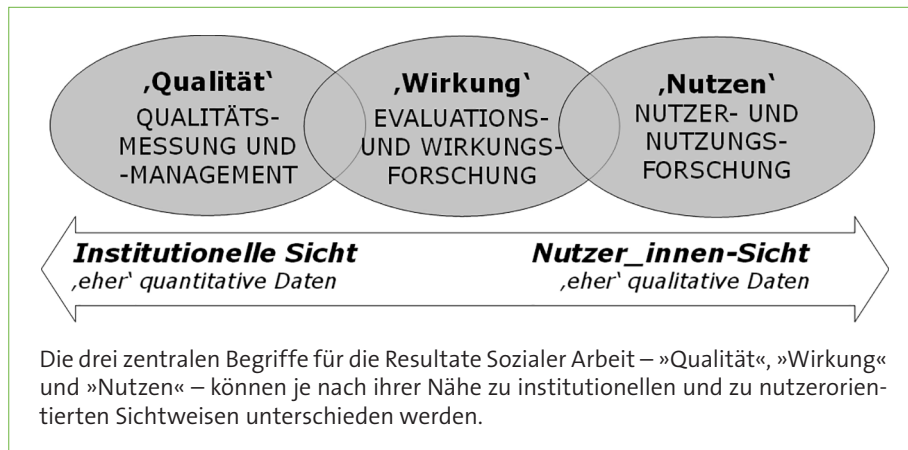 ‚Qualität‘
QUALITÄTS-
MESSUNG UND
-MANAGEMENT
‚Wirkung‘
EVALUATIONS-
UND WIRKUNGS-
FORSCHUNG
‚Nutzen‘
NUTZER- UND
NUTZUNGS-
FORSCHUNG
Institutionelle Sicht
‚eher‘ quantitative Daten
Nutzer_innen-Sicht
‚eher‘ qualitative Daten
Die drei zentralen Begriffe für die Resultate Sozialer Arbeit – »Qualität«, »Wirkung«
und »Nutzen« – können je nach ihrer Nähe zu institutionellen und zu nutzerorien-
tierten Sichtweisen unterschieden werden.